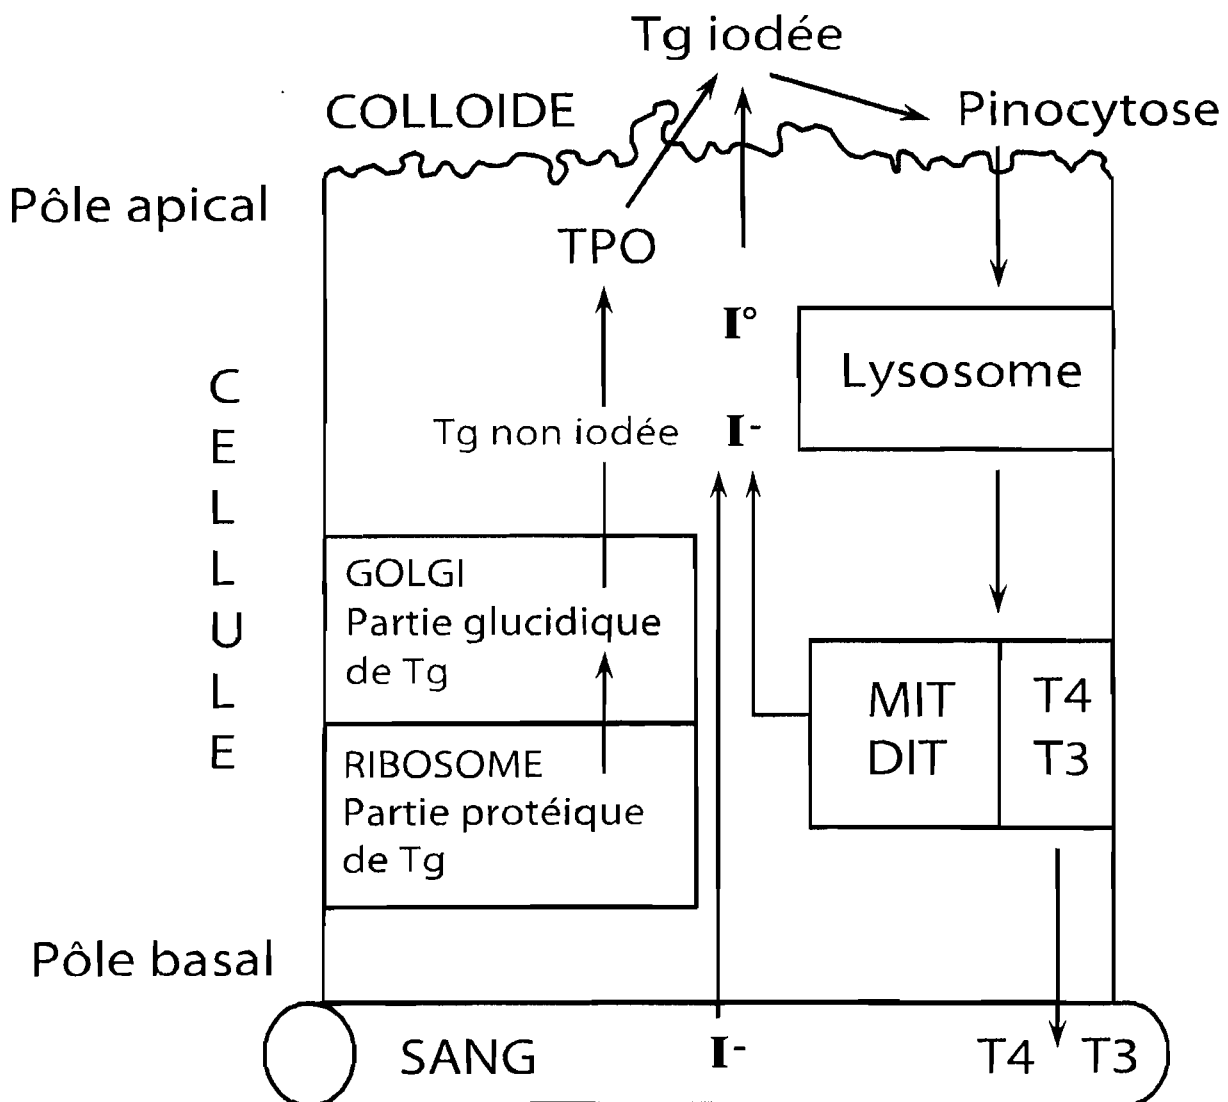 Tg iodée
COLLOIDE
Pinocytose
Pôle apical
TPO
I°
Lysosome
Tg non iodée
I-
C
E
L
L
U
L
E
GOLGI
Partie glucidique
de Tg
MIT
DIT
T4
T3
RIBOSOME
Partie protéique
de Tg
Pôle basal
SANG
I-
T4 T3